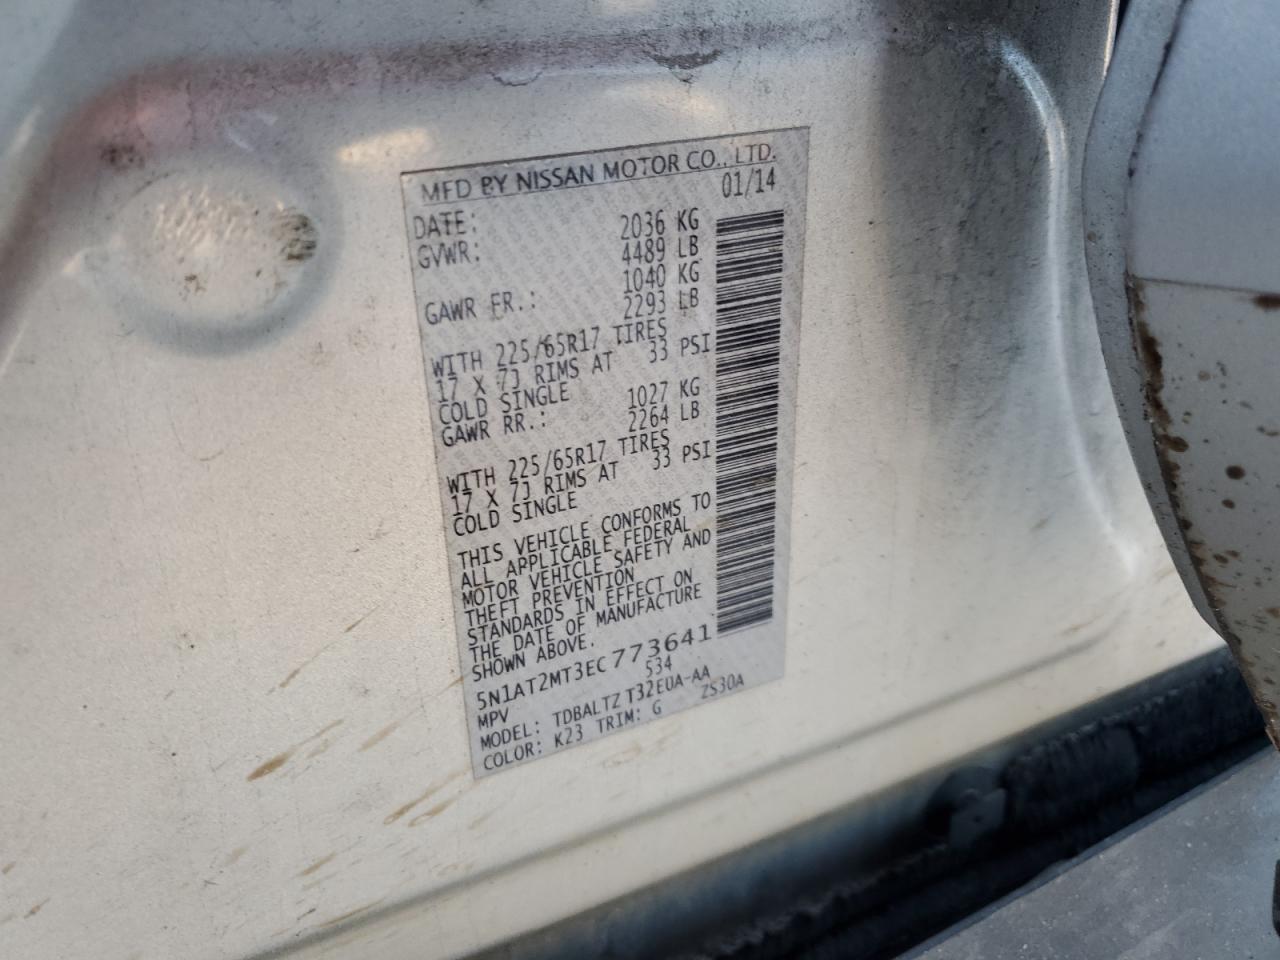 MFD BY NISSAN MOTOR CO., LTD.
DATE: 01/14
GVWR: 2036 KG
4489 LB
GAWR FR.: 1040 KG
2293 LB
WITH 225/65R17 TIRES
17 X 7J RIMS AT 33 PSI
COLD SINGLE
GAWR RR.: 1027 KG
2264 LB
WITH 225/65R17 TIRES
17 X 7J RIMS AT 33 PSI
COLD SINGLE
THIS VEHICLE CONFORMS TO
ALL APPLICABLE FEDERAL
MOTOR VEHICLE SAFETY AND
THEFT PREVENTION
STANDARDS IN EFFECT ON
THE DATE OF MANUFACTURE
SHOWN ABOVE.
5N1AT2MT3EC773641
MPV 534
MODEL: TDBALTZ T32EUA-AA
COLOR: K23 TRIM: G ZS30A